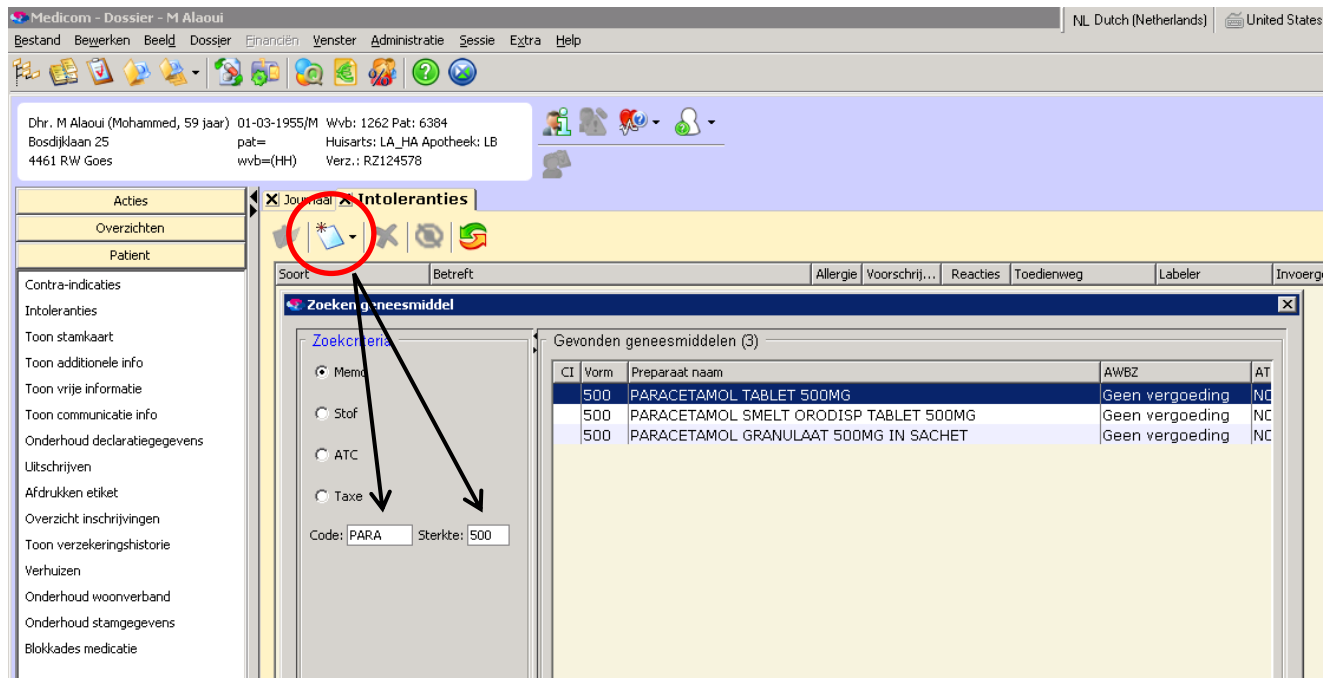 Medicom - Dossier - M Alaoui
NL Dutch (Netherlands) United States
Bestand Bewerken Beeld Dossier Financiën Venster Administratie Sessie Extra Help
Dhr. M Alaoui (Mohammed, 59 jaar) 01-03-1955/M Wvb: 1262 Pat: 6384
Bosdijklaan 25 pat= Huisarts: LA_HA Apotheek: LB
4461 RW Goes wvb=(HH) Verz.: RZ124578
Acties
Overzichten
Patient
Contra-indicaties
Intoleranties
Toon stamkaart
Toon additionele info
Toon vrije informatie
Toon communicatie info
Onderhoud declaratiegegevens
Uitschrijven
Afdrukken etiket
Overzicht inschrijvingen
Toon verzekeringshistorie
Verhuizen
Onderhoud woonverband
Onderhoud stamgegevens
Blokkades medicatie
Journaal Intoleranties
Soort Betreft Allergie Voorschrij... Reacties Toedienweg Labeler Invoerg
Zoeken geneesmiddel
Zoekcriteria
Memo
Stof
ATC
Taxe
Code: PARA Sterkte: 500
Gevonden geneesmiddelen (3)
CI Vorm Preparaat naam AWBZ AT
500 PARACETAMOL TABLET 500MG Geen vergoeding N0
500 PARACETAMOL SMELT ORODISP TABLET 500MG Geen vergoeding N0
500 PARACETAMOL GRANULAAT 500MG IN SACHET Geen vergoeding N0